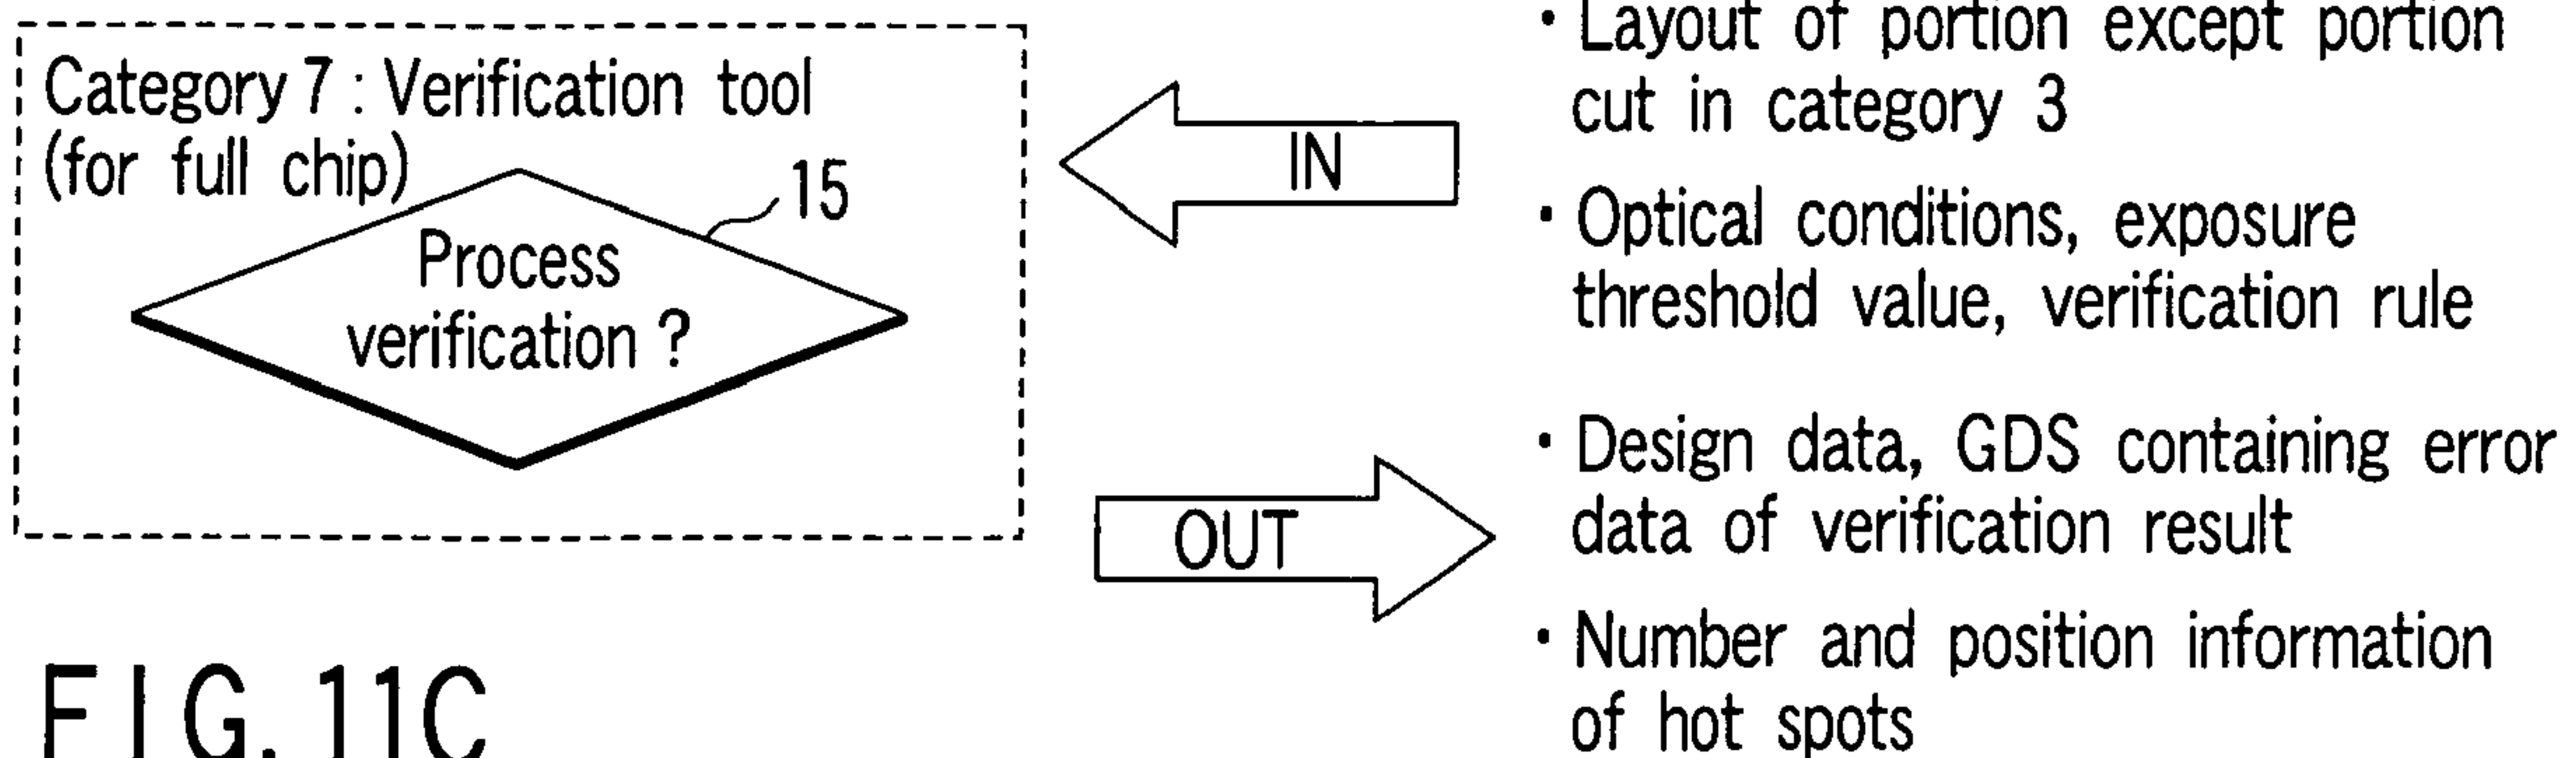 Category 7 : Verification tool
(for full chip)
15
Process
verification ?
IN
· Layout of portion except portion
cut in category 3
· Optical conditions, exposure
threshold value, verification rule
OUT
· Design data, GDS containing error
data of verification result
· Number and position information
of hot spots
FIG. 11C